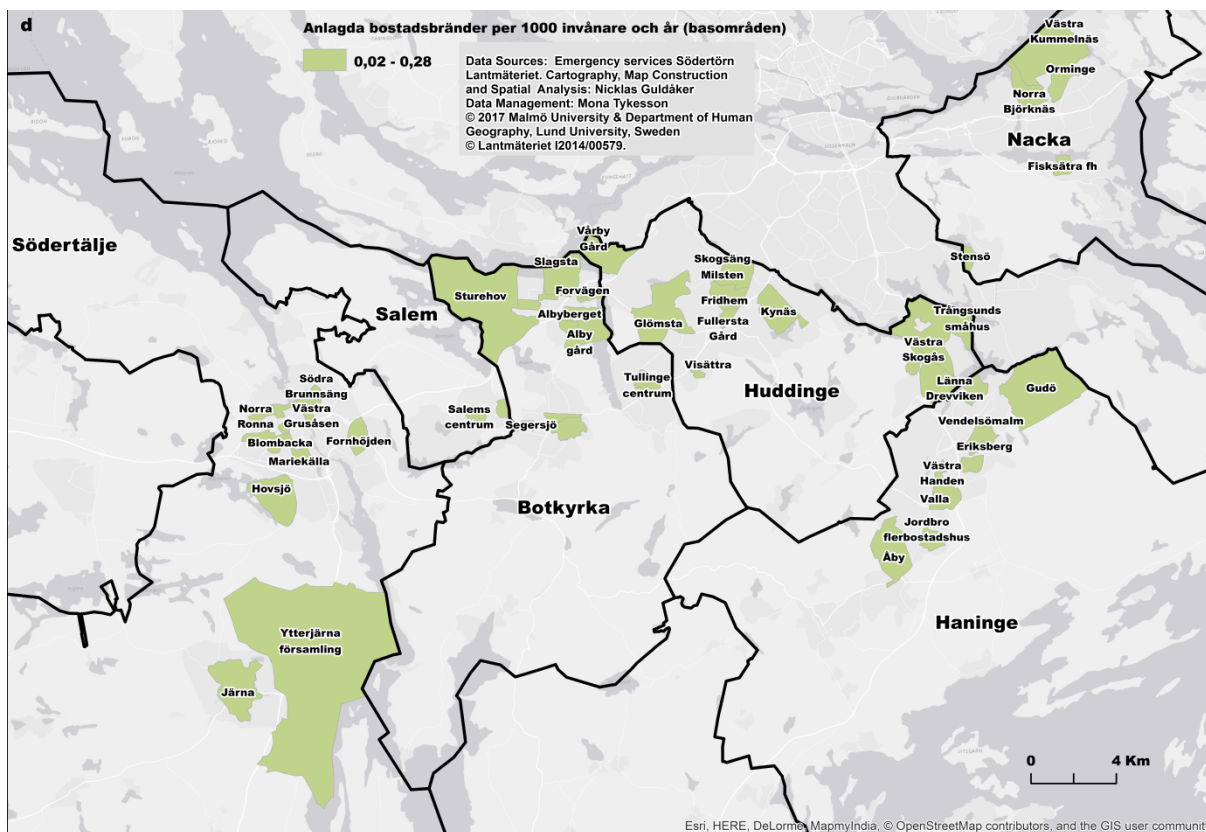 d
Anlagda bostadsbränder per 1000 invånare och år (basområden)
0,02 - 0,28
Data Sources: Emergency services Södertörn
Lantmäteriet. Cartography, Map Construction
and Spatial Analysis: Nicklas Guldåker
Data Management: Mona Tykesson
© 2017 Malmö University & Department of Human
Geography, Lund University, Sweden
© Lantmäteriet I2014/00579.
Västra
Kummelnäs
Orminge
Norra
Björknäs
Nacka
Fisksätra fh
Stensö
Södertälje
Vårby
Gård
Slagsta
Skogsäng
Milsten
Sturehov
Forvägen
Salem
Albyberget
Glömsta
Fridhem
Kynäs
Trångsunds
småhus
Fullersta
Gård
Alby
gård
Västra
Skogås
Visättra
Tullinge
centrum
Huddinge
Länna
Drevviken
Gudö
Södra
Brunnsäng
Norra
Ronna
Västra
Grusåsen
Salems
centrum
Segersjö
Vendelsömalm
Blombacka
Fornhöjden
Eriksberg
Mariekälla
Västra
Handen
Hovsjö
Valla
Botkyrka
Jordbro
flerbostadshus
Åby
Haninge
Ytterjärna
församling
Järna
0 4 Km
Esri, HERE, DeLorme, MapmyIndia, © OpenStreetMap contributors, and the GIS user communit